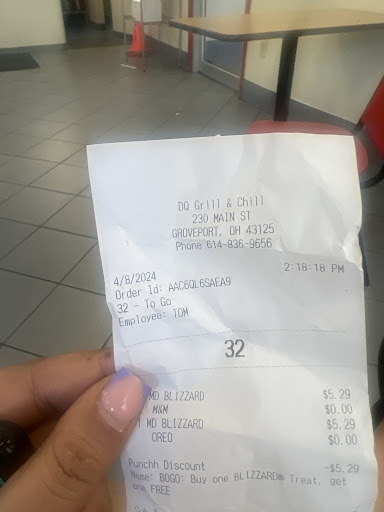 DQ Grill & Chill
230 MAIN ST
GROVEPORT, OH 43125
Phone 614-836-9656
4/8/2024 2:18:18 PM
Order Id: AAC6QL6SAEA9
32 - To Go
Employee: TOM
32
MD BLIZZARD $5.29
M&M $0.00
1 MD BLIZZARD $5.29
OREO $0.00
Punchh Discount -$5.29
Name: BOGO: Buy one BLIZZARD® Treat, get
one FREE